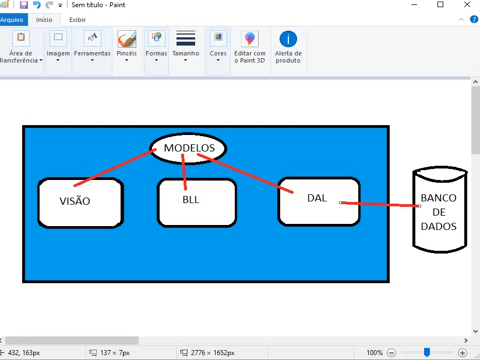 Sem título - Paint
Arquivo Início Exibir
Área de Transferência
Imagem
Ferramentas
Pincéis
Formas
Tamanho
Cores
Editar com o Paint 3D
Alerta de produto
MODELOS
VISÃO
BLL
DAL
BANCO
DE
DADOS
432, 163px
137 × 7px
2776 × 1652px
100%